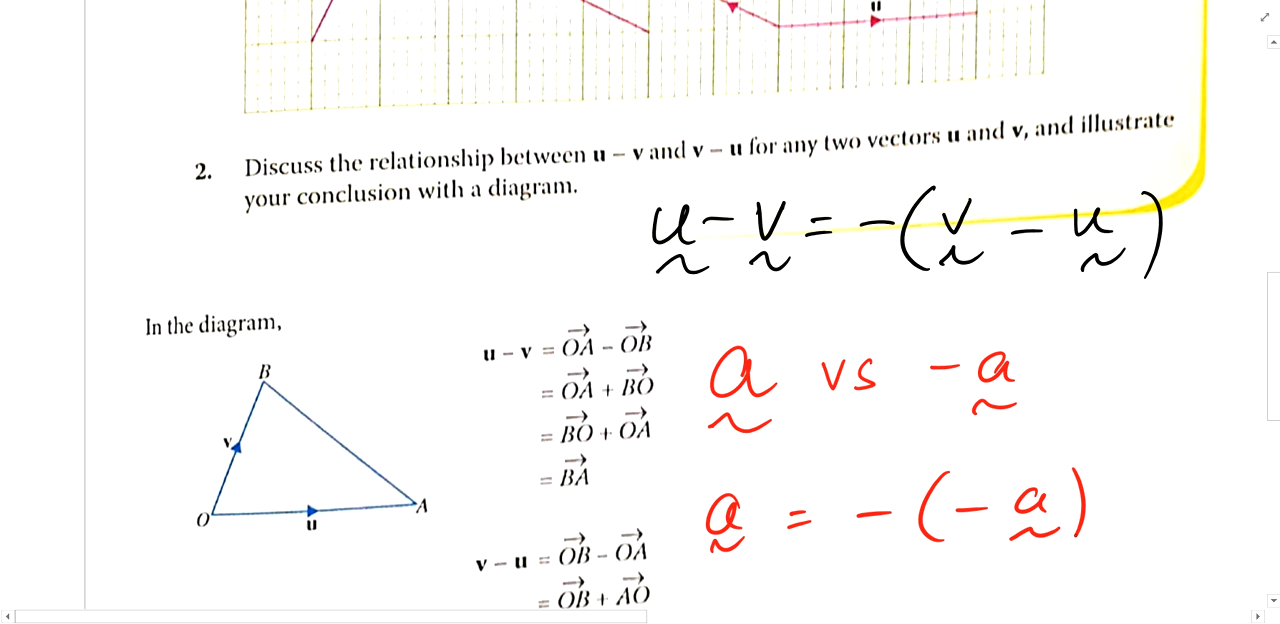 u
2. Discuss the relationship between u – v and v – u for any two vectors u and v, and illustrate
your conclusion with a diagram.
u - v = -(v - u)
In the diagram,
B
v
O
u
A
u – v = OA – OB
= OA + BO
= BO + OA
= BA
v – u = OB – OA
= OB + AO
a vs -a
a = -(-a)